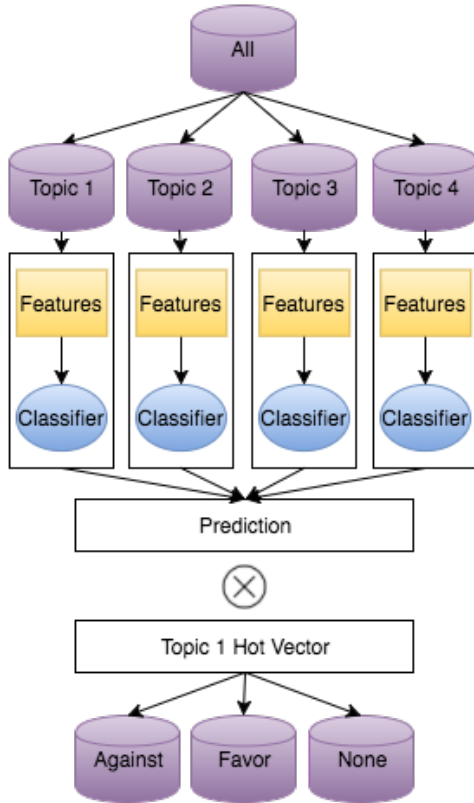 All
Topic 1 Topic 2 Topic 3 Topic 4
Features Features Features Features
Classifier Classifier Classifier Classifier
Prediction
Topic 1 Hot Vector
Against Favor None